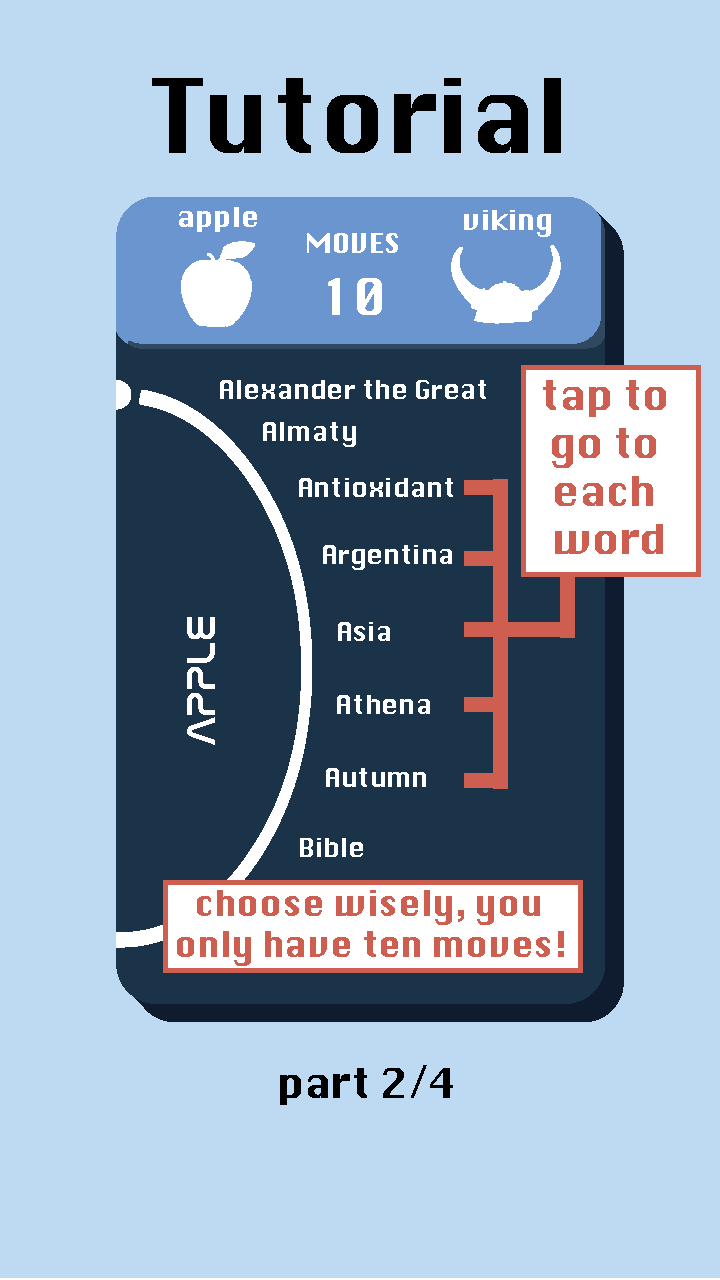 Tutorial
apple
MOVES
10
viking
Alexander the Great
Almaty
Antioxidant
Argentina
Asia
Athena
Autumn
Bible
APPLE
tap to
go to
each
word
choose wisely, you
only have ten moves!
part 2/4